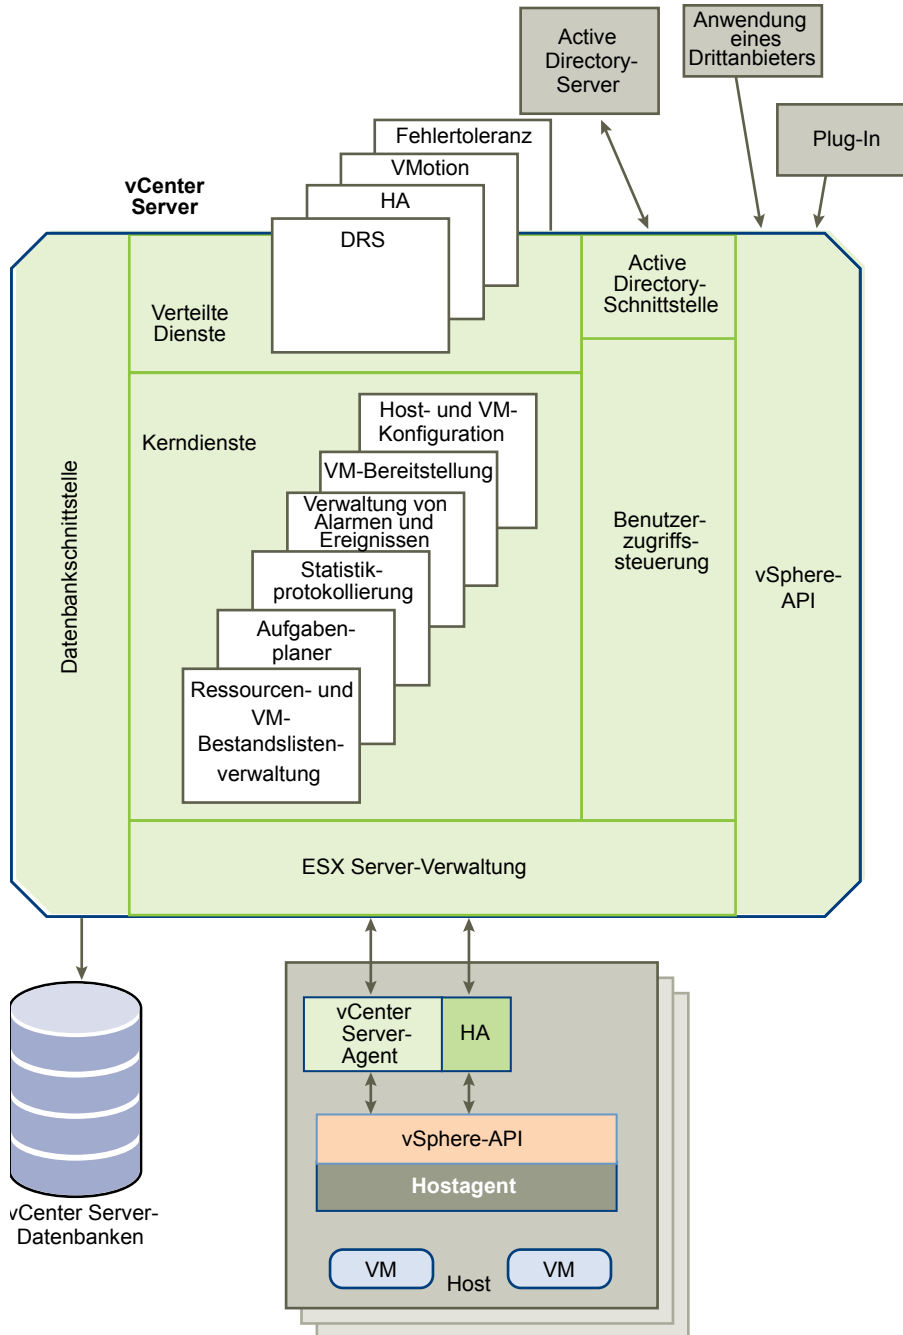 Active
Directory-
Server
Anwendung
eines
Drittanbieters
Plug-In
Fehlertoleranz
VMotion
HA
DRS
vCenter
Server
Verteilte
Dienste
Active
Directory-
Schnittstelle
Kerndienste
Host- und VM-
Konfiguration
VM-Bereitstellung
Verwaltung von
Alarmen und
Ereignissen
Statistik-
protokollierung
Aufgaben-
planer
Ressourcen- und
VM-
Bestandslisten-
verwaltung
Datenbankschnittstelle
Benutzer-
zugriffs-
steuerung
vSphere-
API
ESX Server-Verwaltung
vCenter
Server-
Agent
HA
vSphere-API
Hostagent
VM
VM
Host
vCenter Server-
Datenbanken